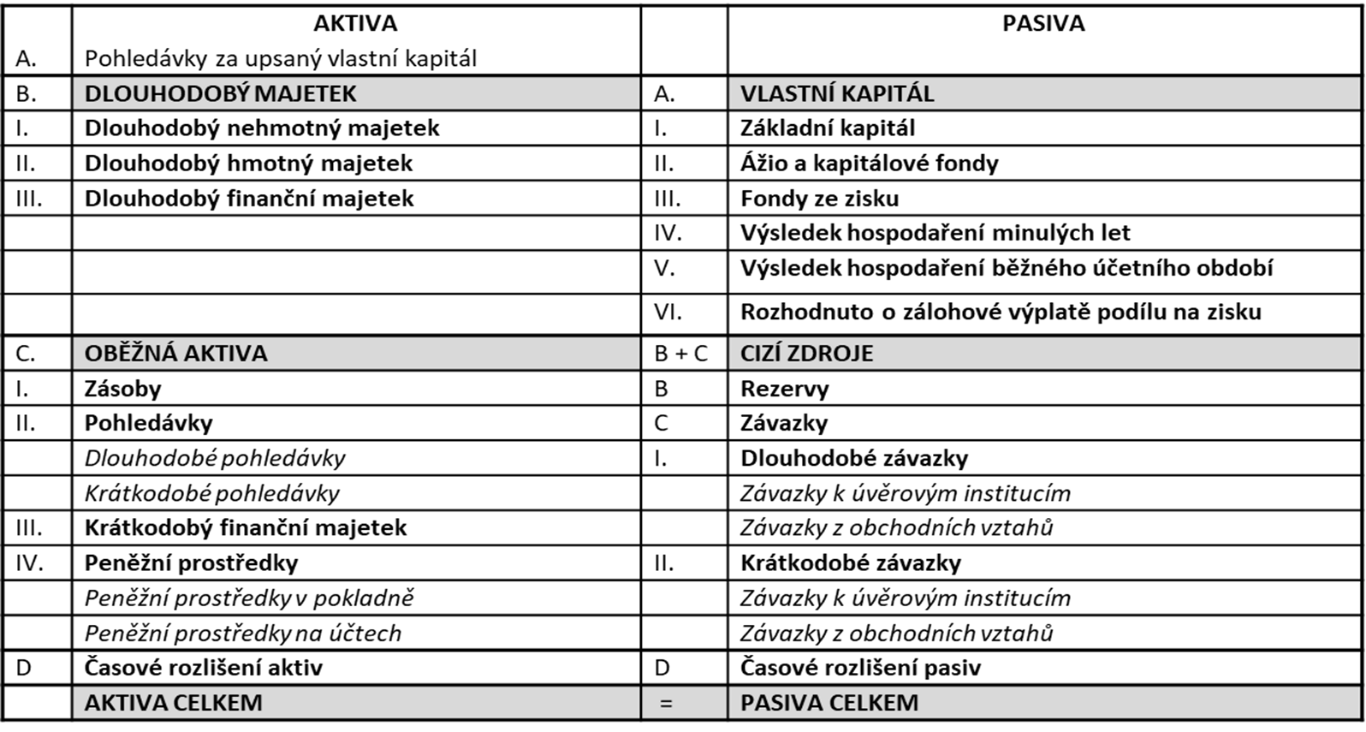 AKTIVA PASIVA
A. Pohledávky za upsaný vlastní kapitál
B. DLOUHODOBÝ MAJETEK A. VLASTNÍ KAPITÁL
I. Dlouhodobý nehmotný majetek I. Základní kapitál
II. Dlouhodobý hmotný majetek II. Ážio a kapitálové fondy
III. Dlouhodobý finanční majetek III. Fondy ze zisku
IV. Výsledek hospodaření minulých let
V. Výsledek hospodaření běžného účetního období
VI. Rozhodnuto o zálohové výplatě podílu na zisku
C. OBĚŽNÁ AKTIVA B + C CIZÍ ZDROJE
I. Zásoby B Rezervy
II. Pohledávky C Závazky
Dlouhodobé pohledávky I. Dlouhodobé závazky
Krátkodobé pohledávky Závazky k úvěrovým institucím
III. Krátkodobý finanční majetek Závazky z obchodních vztahů
IV. Peněžní prostředky II. Krátkodobé závazky
Peněžní prostředky v pokladně Závazky k úvěrovým institucím
Peněžní prostředky na účtech Závazky z obchodních vztahů
D Časové rozlišení aktiv D Časové rozlišení pasiv
AKTIVA CELKEM = PASIVA CELKEM